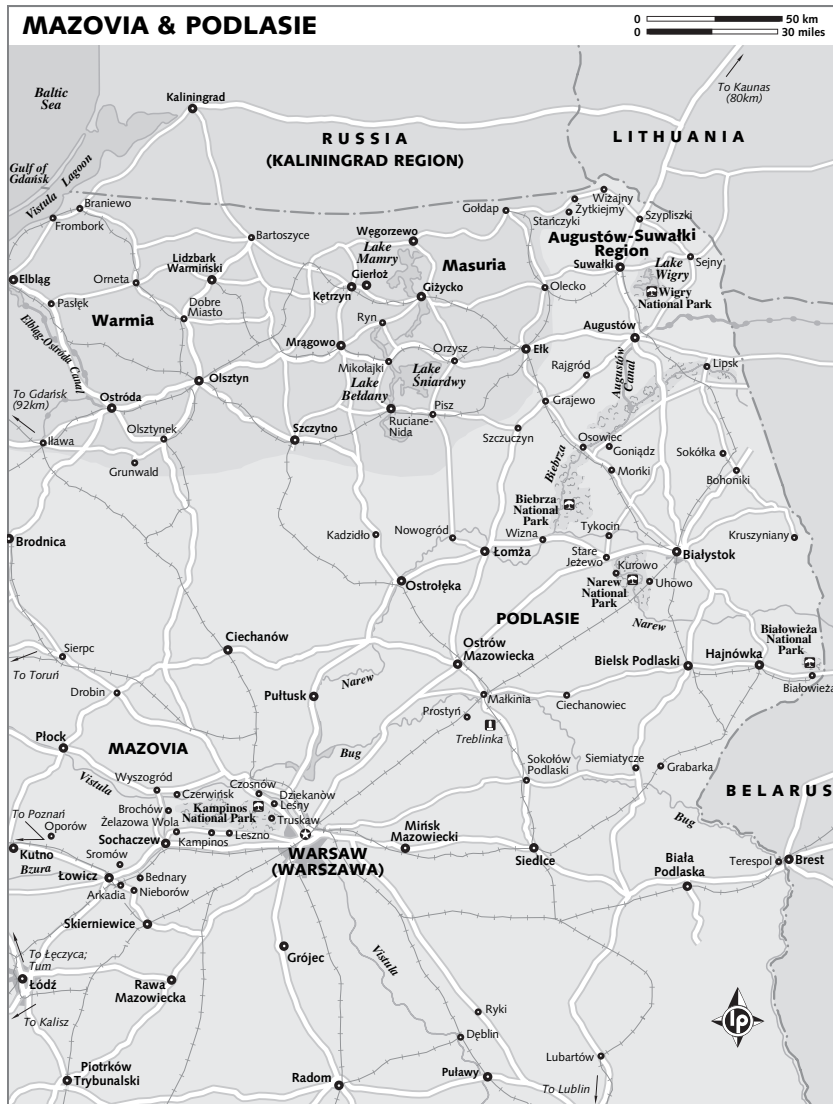 MAZOVIA & PODLASIE
0 50 km
0 30 miles
Baltic
Sea
Kaliningrad
To Kaunas
(80km)
RUSSIA
(KALININGRAD REGION)
LITHUANIA
Gulf of
Gdańsk
Vistula Lagoon
Braniewo
Frombork
Bartoszyce
Węgorzewo
Gołdap
Wiżajny
Żytkiejmy
Stańczyki
Szypliszki
Lake
Mamry
Masuria
Augustów-Suwałki
Region
Suwałki
Lake
Wigry
Sejny
Wigry
National Park
Elbląg
Orneta
Lidzbark
Warmiński
Gierłoż
Kętrzyn
Giżycko
Olecko
Pasłęk
Dobre
Miasto
Warmia
Ryn
Elbląg-Ostróda Canal
Mrągowo
Orzysz
Ełk
Augustów
Mikołajki
Lake
Śniardwy
Rajgród
Augustów
Canal
Lipsk
To Gdańsk
(92km)
Olsztyn
Lake
Bełdany
Ostróda
Grajewo
Ruciane-
Nida
Pisz
Iława
Olsztynek
Szczytno
Szczuczyn
Osowiec
Goniądz
Sokółka
Grunwald
Biebrza
Mońki
Bohoniki
Biebrza
National
Park
Brodnica
Kadzidło
Nowogród
Wizna
Tykocin
Kruszyniany
Łomża
Stare
Jeżewo
Białystok
Kurowo
Ostrołęka
Narew
National
Park
Uhowo
PODLASIE
Narew
Białowieża
National
Park
Sierpc
Ciechanów
Ostrów
Mazowiecka
Bielsk Podlaski
Hajnówka
To Toruń
Białowieża
Drobin
Pułtusk
Narew
Małkinia
Ciechanowiec
Prostyń
Treblinka
Płock
MAZOVIA
Bug
Sokołów
Podlaski
Siemiatycze
Grabarka
Vistula
Wyszogród
Czosnów
Czerwińsk
Dziekanów
Leśny
BELARUS
Brochów
Kampinos
National Park
To Poznań
Oporów
Żelazowa Wola
Truskaw
Bug
Sochaczew
Kampinos
Leszno
Mińsk
Mazowiecki
Kutno
Sromów
WARSAW
(WARSZAWA)
Siedlce
Biała
Podlaska
Terespol
Brest
Bzura
Łowicz
Bednary
Arkadia
Nieborów
Skierniewice
To Łęczyca;
Tum
Grójec
Vistula
Łódź
Rawa
Mazowiecka
To Kalisz
Ryki
Dęblin
lp
Lubartów
Piotrków
Trybunalski
Radom
Puławy
To Lublin